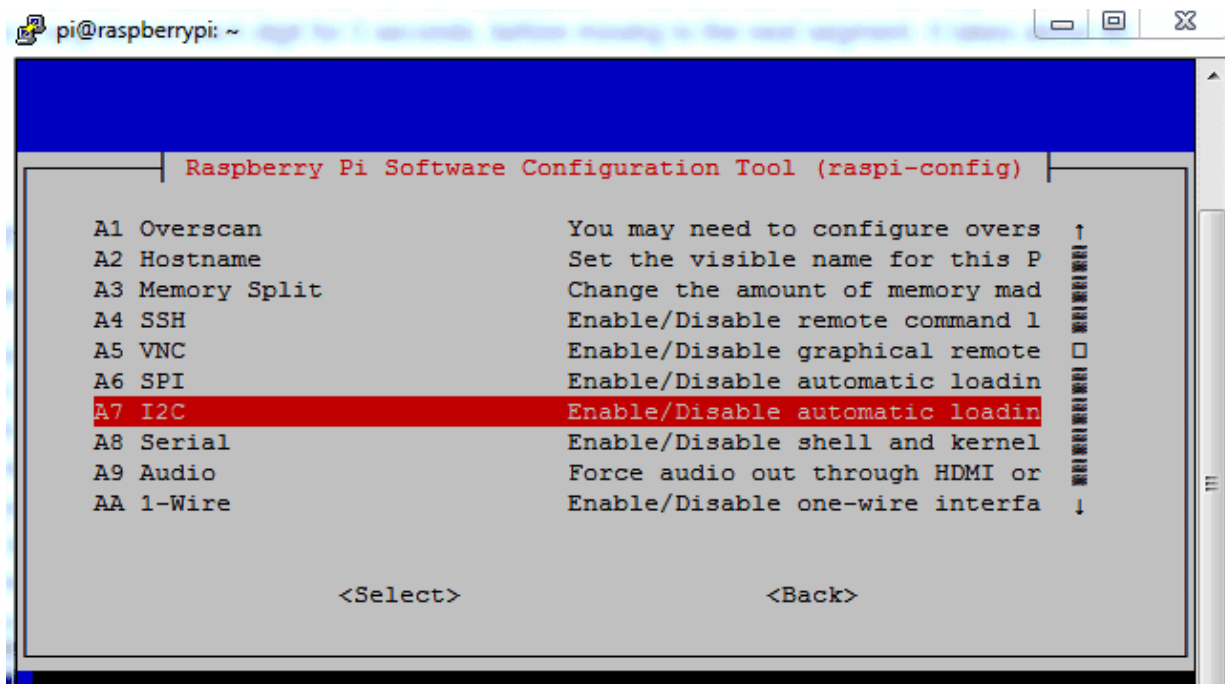 pi@raspberrypi: ~
Raspberry Pi Software Configuration Tool (raspi-config)
A1 Overscan You may need to configure overs
A2 Hostname Set the visible name for this P
A3 Memory Split Change the amount of memory mad
A4 SSH Enable/Disable remote command l
A5 VNC Enable/Disable graphical remote
A6 SPI Enable/Disable automatic loadin
A7 I2C Enable/Disable automatic loadin
A8 Serial Enable/Disable shell and kernel
A9 Audio Force audio out through HDMI or
AA 1-Wire Enable/Disable one-wire interfa
<Select> <Back>